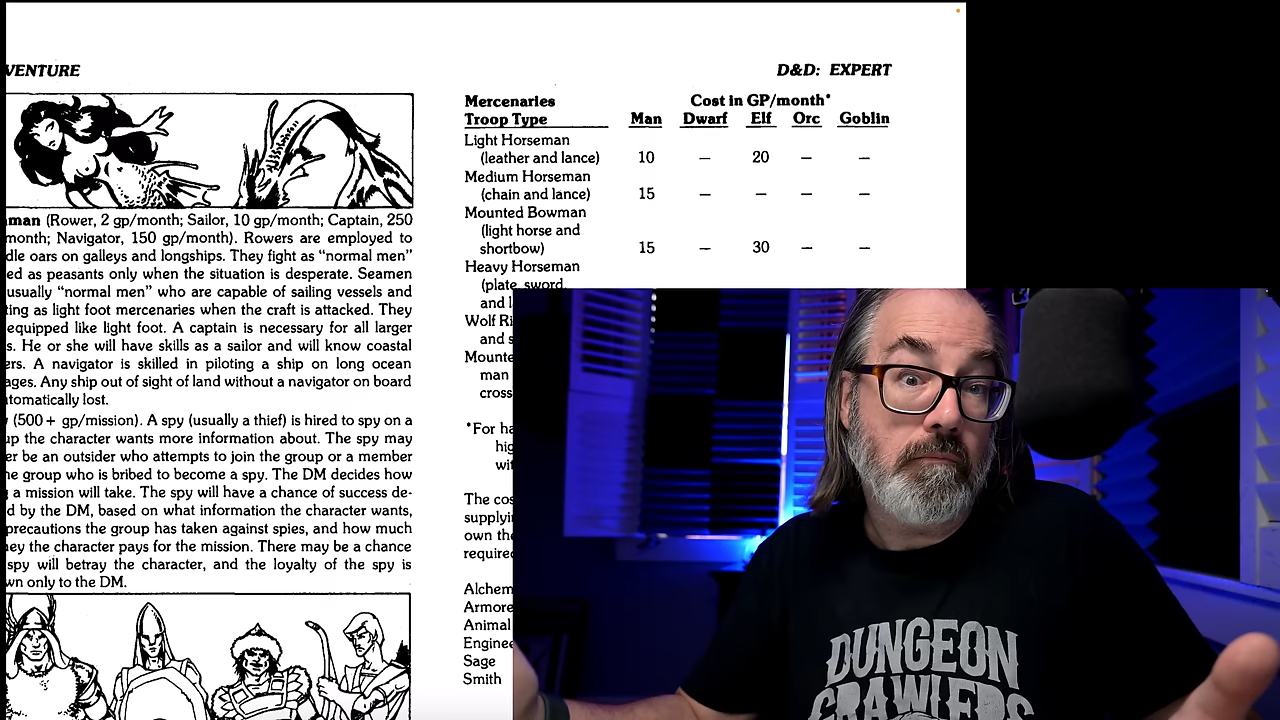 VENTURE
D&D: EXPERT
man (Rower, 2 gp/month; Sailor, 10 gp/month; Captain, 250
month; Navigator, 150 gp/month). Rowers are employed to
dle oars on galleys and longships. They fight as “normal men”
ed as peasants only when the situation is desperate. Seamen
usually “normal men” who are capable of sailing vessels and
ting as light foot mercenaries when the craft is attacked. They
equipped like light foot. A captain is necessary for all larger
s. He or she will have skills as a sailor and will know coastal
ers. A navigator is skilled in piloting a ship on long ocean
ages. Any ship out of sight of land without a navigator on board
tomatically lost.
(500+ gp/mission). A spy (usually a thief) is hired to spy on a
up the character wants more information about. The spy may
er be an outsider who attempts to join the group or a member
he group who is bribed to become a spy. The DM decides how
a mission will take. The spy will have a chance of success de-
d by the DM, based on what information the character wants,
precautions the group has taken against spies, and how much
ney the character pays for the mission. There may be a chance
spy will betray the character, and the loyalty of the spy is
wn only to the DM.
Mercenaries Cost in GP/month*
Troop Type Man Dwarf Elf Orc Goblin
Light Horseman
(leather and lance) 10 — 20 — —
Medium Horseman
(chain and lance) 15 — — — —
Mounted Bowman
(light horse and
shortbow) 15 — 30 — —
Heavy Horseman
(plate, sword,
and l
Wolf Ri
and s
Mounte
man
cross
*For ha
hig
wit
The cos
supplyi
own the
require
Alchem
Armore
Animal
Enginee
Sage
Smith
DUNGEON
CRAWLERS